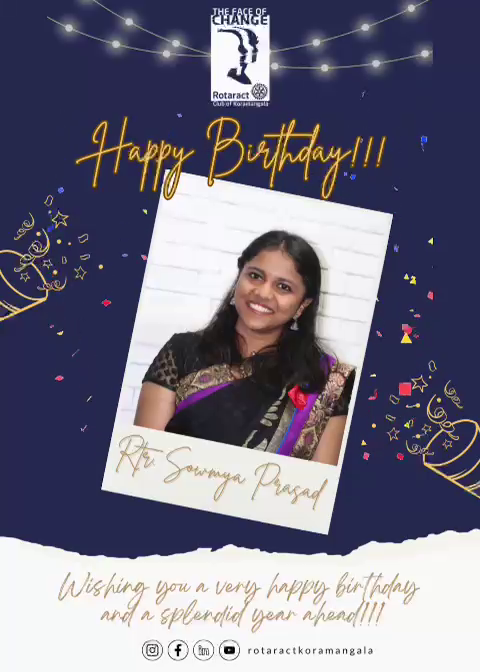 THE FACE OF
CHANGE
Rotaract
Club of Koramangala
Happy Birthday!!!
Rtr. Sowmya Prasad
Wishing you a very happy birthday
and a splendid year ahead!!!
in rotaractkoramangala